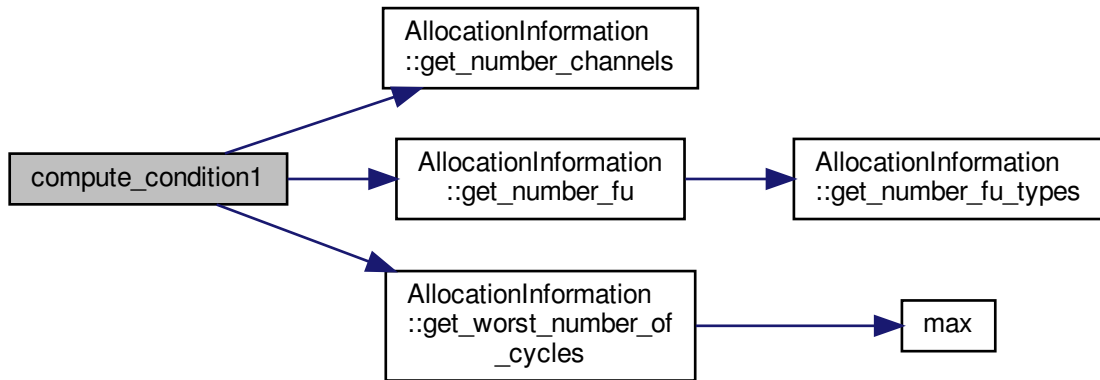 compute_condition1
AllocationInformation
::get_number_channels
AllocationInformation
::get_number_fu
AllocationInformation
::get_number_fu_types
AllocationInformation
::get_worst_number_of
_cycles
max